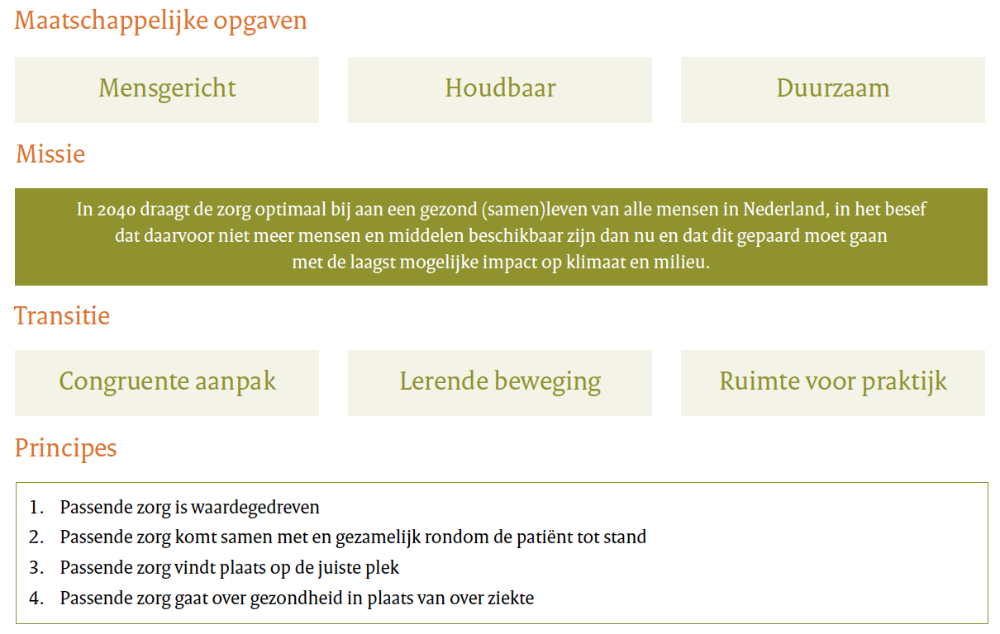 Maatschappelijke opgaven
Mensgericht
Houdbaar
Duurzaam
Missie
In 2040 draagt de zorg optimaal bij aan een gezond (samen)leven van alle mensen in Nederland, in het besef
dat daarvoor niet meer mensen en middelen beschikbaar zijn dan nu en dat dit gepaard moet gaan
met de laagst mogelijke impact op klimaat en milieu.
Transitie
Congruente aanpak
Lerende beweging
Ruimte voor praktijk
Principes
1. Passende zorg is waardegedreven
2. Passende zorg komt samen met en gezamelijk rondom de patiënt tot stand
3. Passende zorg vindt plaats op de juiste plek
4. Passende zorg gaat over gezondheid in plaats van over ziekte